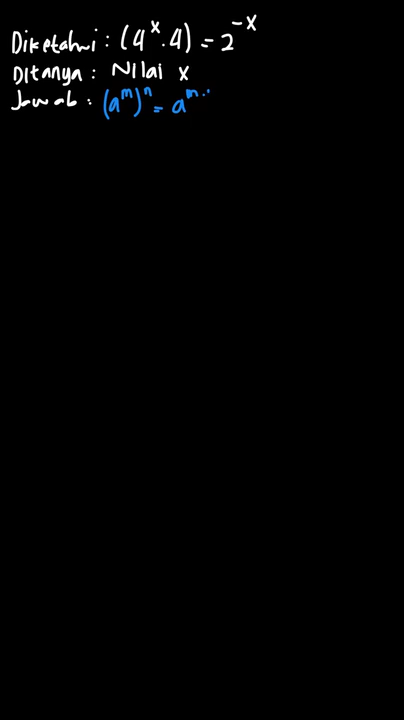 Diketahui : (4^x . 4) = 2^-x
Ditanya : Nilai x
Jawab : (a^m)^n = a^m.